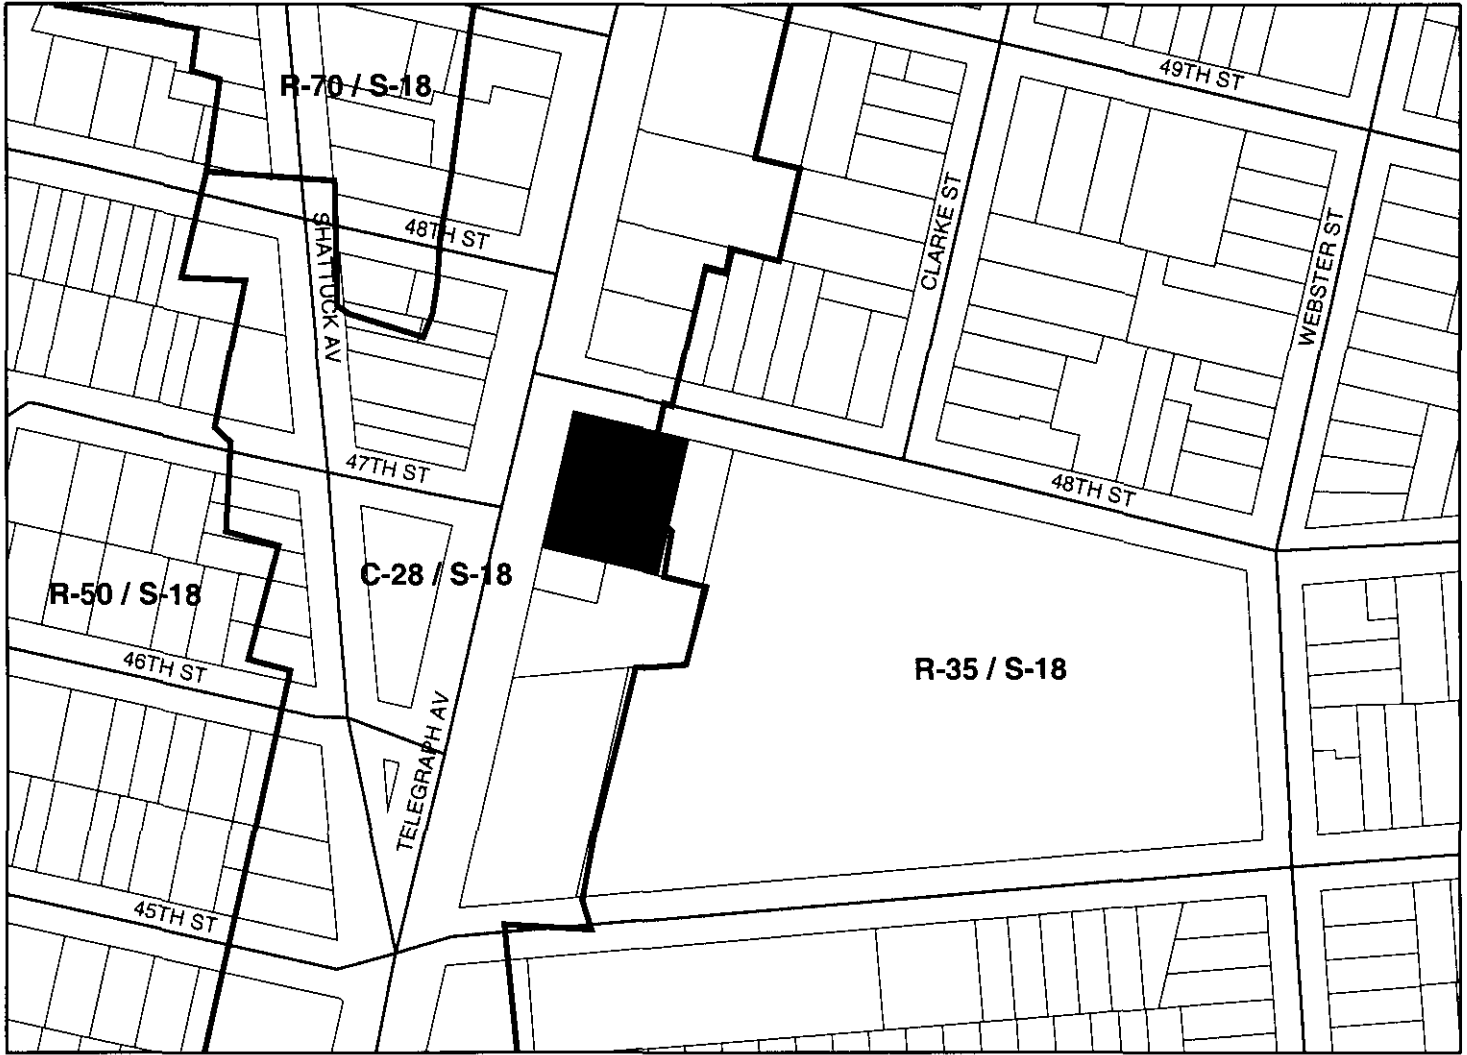 49TH ST
R-70 / S-18
CLARKE ST
SHATTUCK AV
48TH ST
WEBSTER ST
47TH ST
48TH ST
C-28 / S-18
R-50 / S-18
46TH ST
R-35 / S-18
TELEGRAPH AV
45TH ST